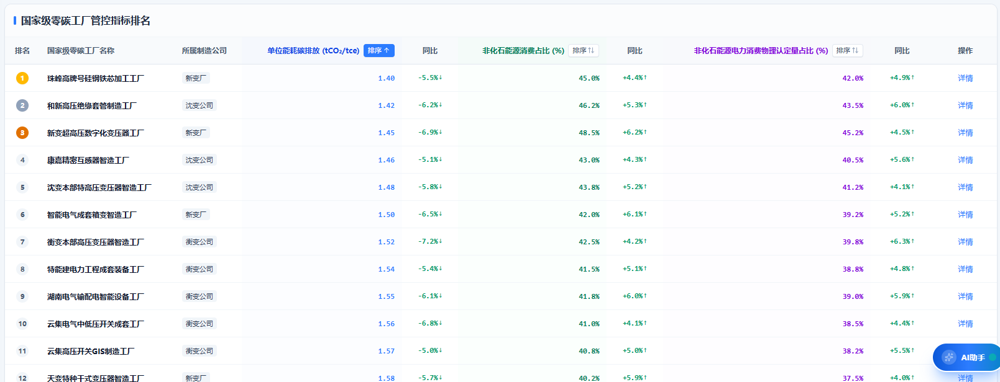 国家级零碳工厂管控指标排名
排名 国家级零碳工厂名称 所属制造公司 单位能耗碳排放 (tCO₂/tce) 排序 ↑ 同比 非化石能源消费占比 (%) 排序 ↑↓ 同比 非化石能源电力消费物理认定量占比 (%) 排序 ↑↓ 同比 操作
1 珠峰高牌号硅钢铁芯加工工厂 新变厂 1.40 -5.5%↓ 45.0% +4.4%↑ 42.0% +4.9%↑ 详情
2 和新高压绝缘套管制造工厂 沈变公司 1.42 -6.2%↓ 46.2% +5.3%↑ 43.5% +6.0%↑ 详情
3 新变超高压数字化变压器工厂 新变厂 1.45 -6.9%↓ 48.5% +6.2%↑ 45.2% +4.5%↑ 详情
4 康嘉精密互感器智造工厂 沈变公司 1.46 -5.1%↓ 43.0% +4.3%↑ 40.5% +5.6%↑ 详情
5 沈变本部特高压变压器智造工厂 沈变公司 1.48 -5.8%↓ 43.8% +5.2%↑ 41.2% +4.1%↑ 详情
6 智能电气成套箱变智造工厂 新变厂 1.50 -6.5%↓ 42.0% +6.1%↑ 39.2% +5.2%↑ 详情
7 衡变本部高压变压器智造工厂 衡变公司 1.52 -7.2%↓ 42.5% +4.2%↑ 39.8% +6.3%↑ 详情
8 特能建电力工程成套装备工厂 衡变公司 1.54 -5.4%↓ 41.5% +5.1%↑ 38.8% +4.8%↑ 详情
9 湖南电气输配电智能设备工厂 衡变公司 1.55 -6.1%↓ 41.8% +6.0%↑ 39.0% +5.9%↑ 详情
10 云集电气中低压开关成套工厂 衡变公司 1.56 -6.8%↓ 41.0% +4.1%↑ 38.5% +4.4%↑ 详情
11 云集高压开关GIS制造工厂 衡变公司 1.57 -5.0%↓ 40.8% +5.0%↑ 38.2% +5.5%↑ 详情
AI助手
12 天变特种干式变压器智造工厂 新变厂 1.58 -5.7%↓ 40.2% +5.9%↑ 37.5% +4.0%↑ 详情